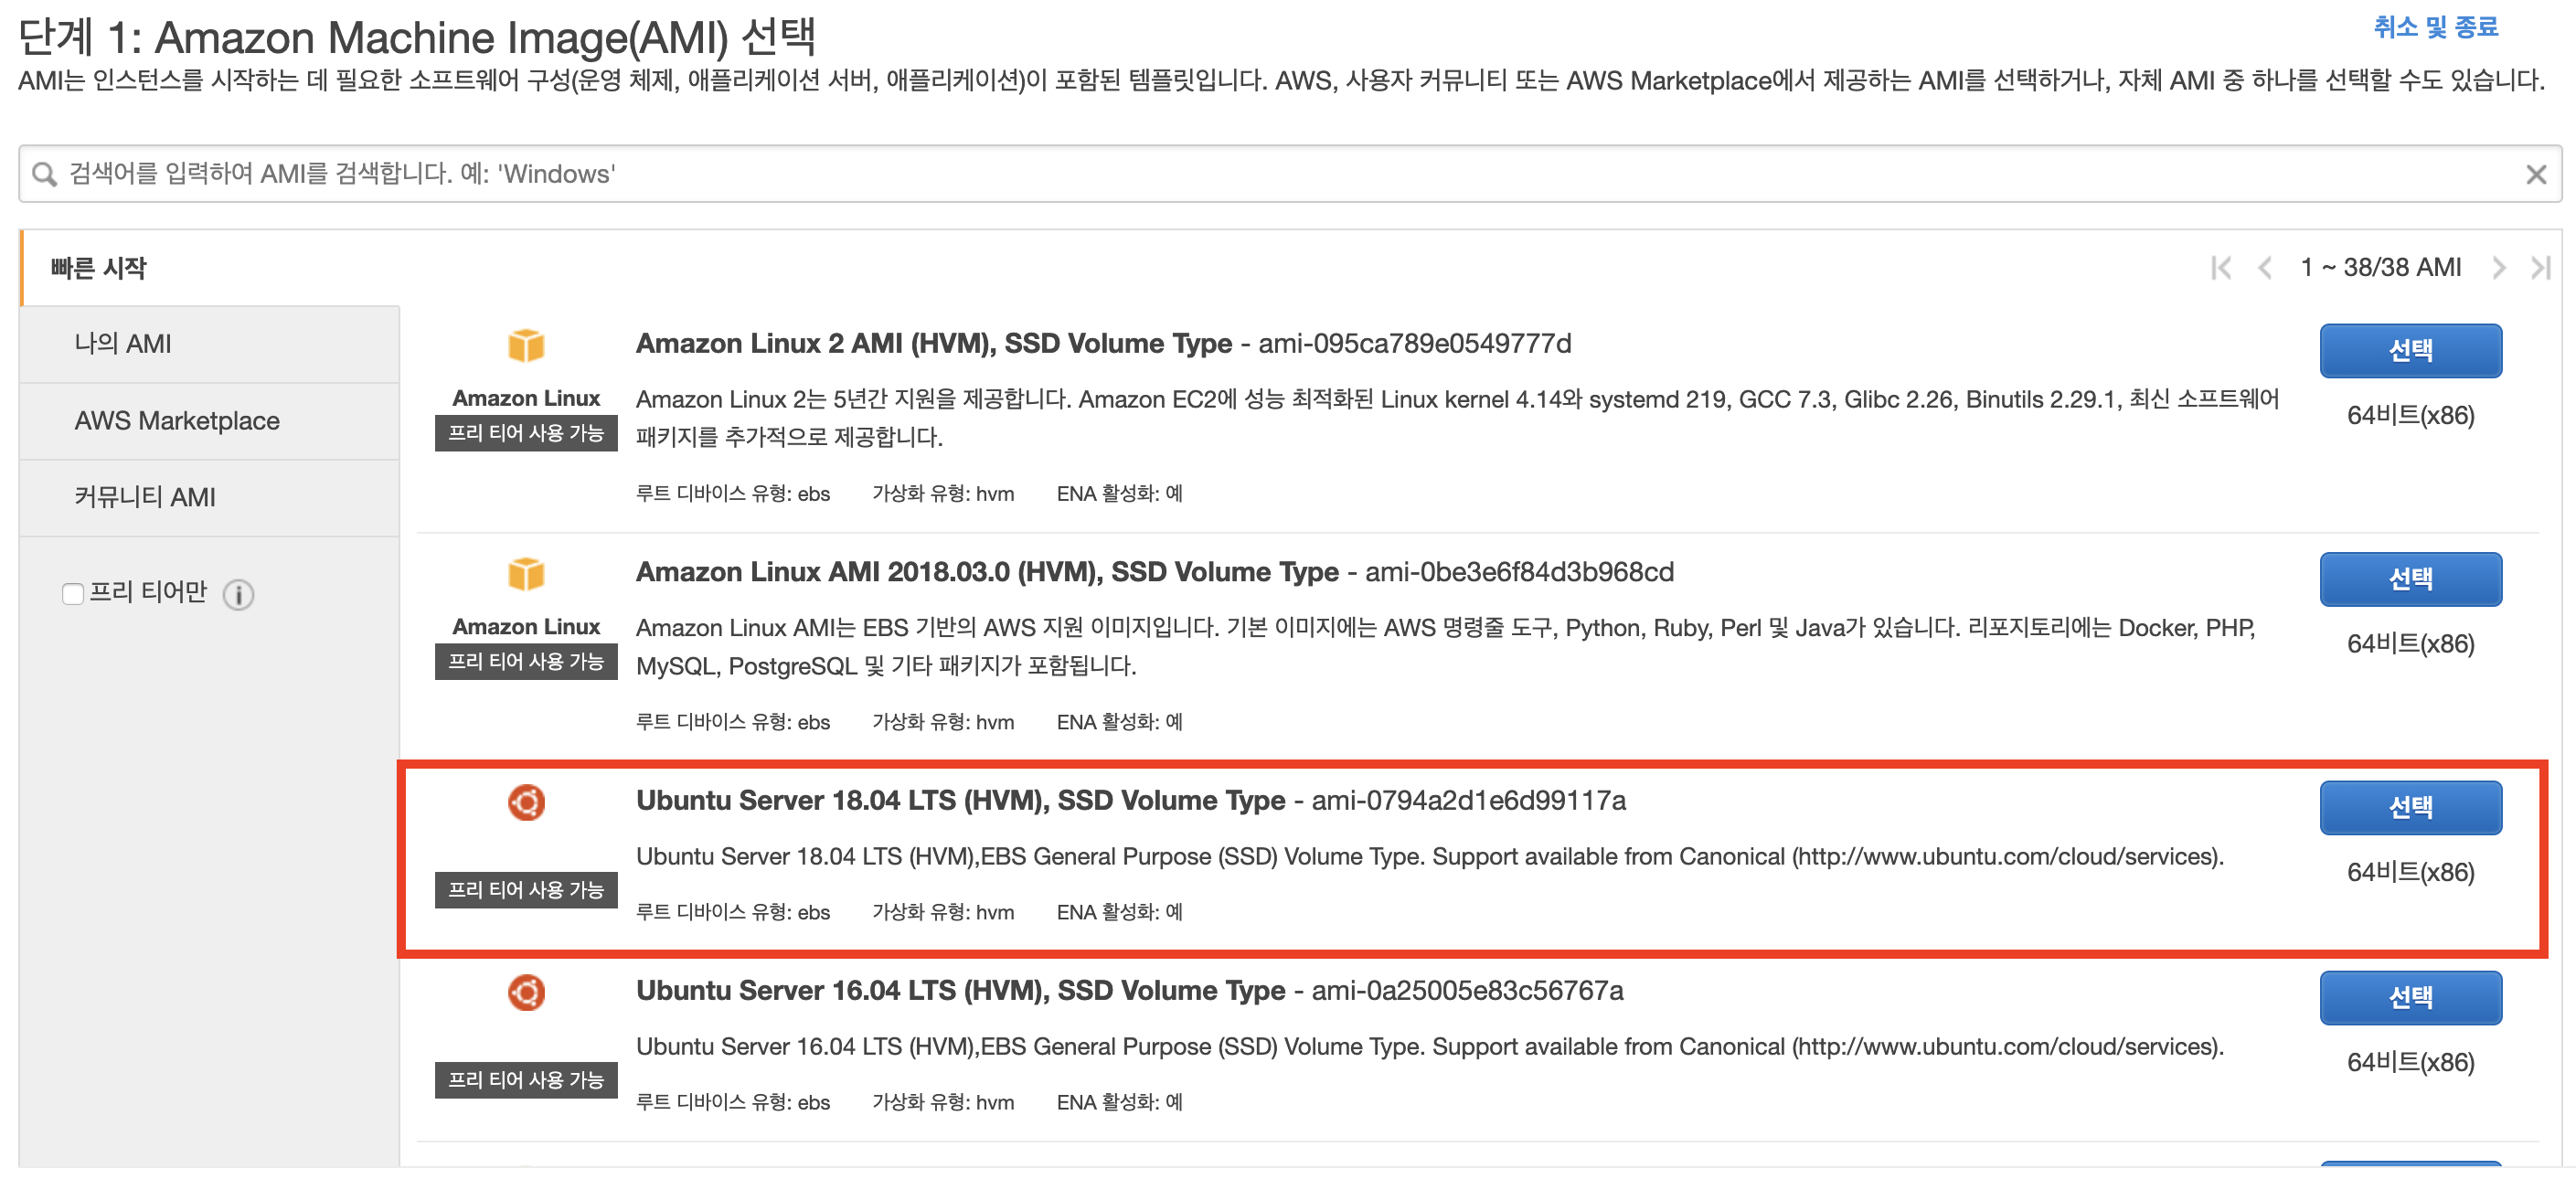 단계 1: Amazon Machine Image(AMI) 선택
취소 및 종료
AMI는 인스턴스를 시작하는 데 필요한 소프트웨어 구성(운영 체제, 애플리케이션 서버, 애플리케이션)이 포함된 템플릿입니다. AWS, 사용자 커뮤니티 또는 AWS Marketplace에서 제공하는 AMI를 선택하거나, 자체 AMI 중 하나를 선택할 수도 있습니다.
검색어를 입력하여 AMI를 검색합니다. 예: 'Windows'
빠른 시작
1 ~ 38/38 AMI
나의 AMI
AWS Marketplace
커뮤니티 AMI
프리 티어만
Amazon Linux
프리 티어 사용 가능
Amazon Linux 2 AMI (HVM), SSD Volume Type - ami-095ca789e0549777d
Amazon Linux 2는 5년간 지원을 제공합니다. Amazon EC2에 성능 최적화된 Linux kernel 4.14와 systemd 219, GCC 7.3, Glibc 2.26, Binutils 2.29.1, 최신 소프트웨어
패키지를 추가적으로 제공합니다.
루트 디바이스 유형: ebs 가상화 유형: hvm ENA 활성화: 예
선택
64비트(x86)
Amazon Linux
프리 티어 사용 가능
Amazon Linux AMI 2018.03.0 (HVM), SSD Volume Type - ami-0be3e6f84d3b968cd
Amazon Linux AMI는 EBS 기반의 AWS 지원 이미지입니다. 기본 이미지에는 AWS 명령줄 도구, Python, Ruby, Perl 및 Java가 있습니다. 리포지토리에는 Docker, PHP,
MySQL, PostgreSQL 및 기타 패키지가 포함됩니다.
루트 디바이스 유형: ebs 가상화 유형: hvm ENA 활성화: 예
선택
64비트(x86)
프리 티어 사용 가능
Ubuntu Server 18.04 LTS (HVM), SSD Volume Type - ami-0794a2d1e6d99117a
Ubuntu Server 18.04 LTS (HVM),EBS General Purpose (SSD) Volume Type. Support available from Canonical (http://www.ubuntu.com/cloud/services).
루트 디바이스 유형: ebs 가상화 유형: hvm ENA 활성화: 예
선택
64비트(x86)
프리 티어 사용 가능
Ubuntu Server 16.04 LTS (HVM), SSD Volume Type - ami-0a25005e83c56767a
Ubuntu Server 16.04 LTS (HVM),EBS General Purpose (SSD) Volume Type. Support available from Canonical (http://www.ubuntu.com/cloud/services).
루트 디바이스 유형: ebs 가상화 유형: hvm ENA 활성화: 예
선택
64비트(x86)